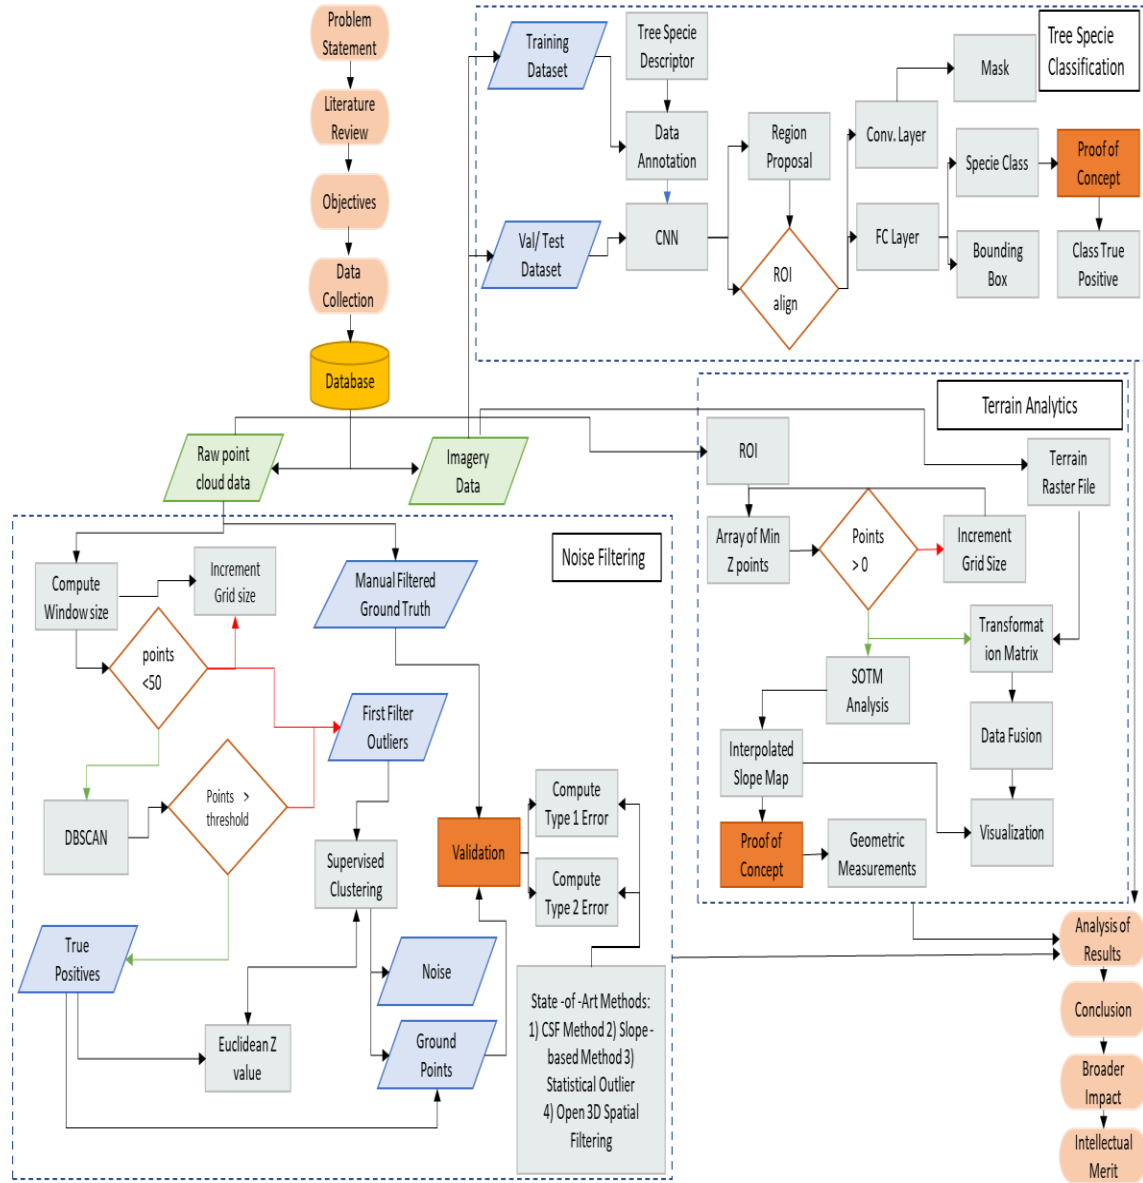 Problem
Statement
Literature
Review
Objectives
Data
Collection
Database
Raw point
cloud data
Imagery
Data
Tree Specie
Classification
Training
Dataset
Tree Specie
Descriptor
Data
Annotation
Val/ Test
Dataset
CNN
Region
Proposal
ROI
align
Conv. Layer
FC Layer
Mask
Specie Class
Bounding
Box
Proof of
Concept
Class True
Positive
Terrain Analytics
ROI
Terrain
Raster File
Array of Min
Z points
Points
> 0
Increment
Grid Size
Transformat
ion Matrix
SOTM
Analysis
Interpolated
Slope Map
Data Fusion
Visualization
Proof of
Concept
Geometric
Measurements
Noise Filtering
Compute
Window size
Increment
Grid size
Manual Filtered
Ground Truth
points
<50
First Filter
Outliers
DBSCAN
Points >
threshold
Supervised
Clustering
Validation
Compute
Type 1 Error
Compute
Type 2 Error
True
Positives
Noise
Euclidean Z
value
Ground
Points
State -of -Art Methods:
1) CSF Method 2) Slope -
based Method 3)
Statistical Outlier
4) Open 3D Spatial
Filtering
Analysis of
Results
Conclusion
Broader
Impact
Intellectual
Merit